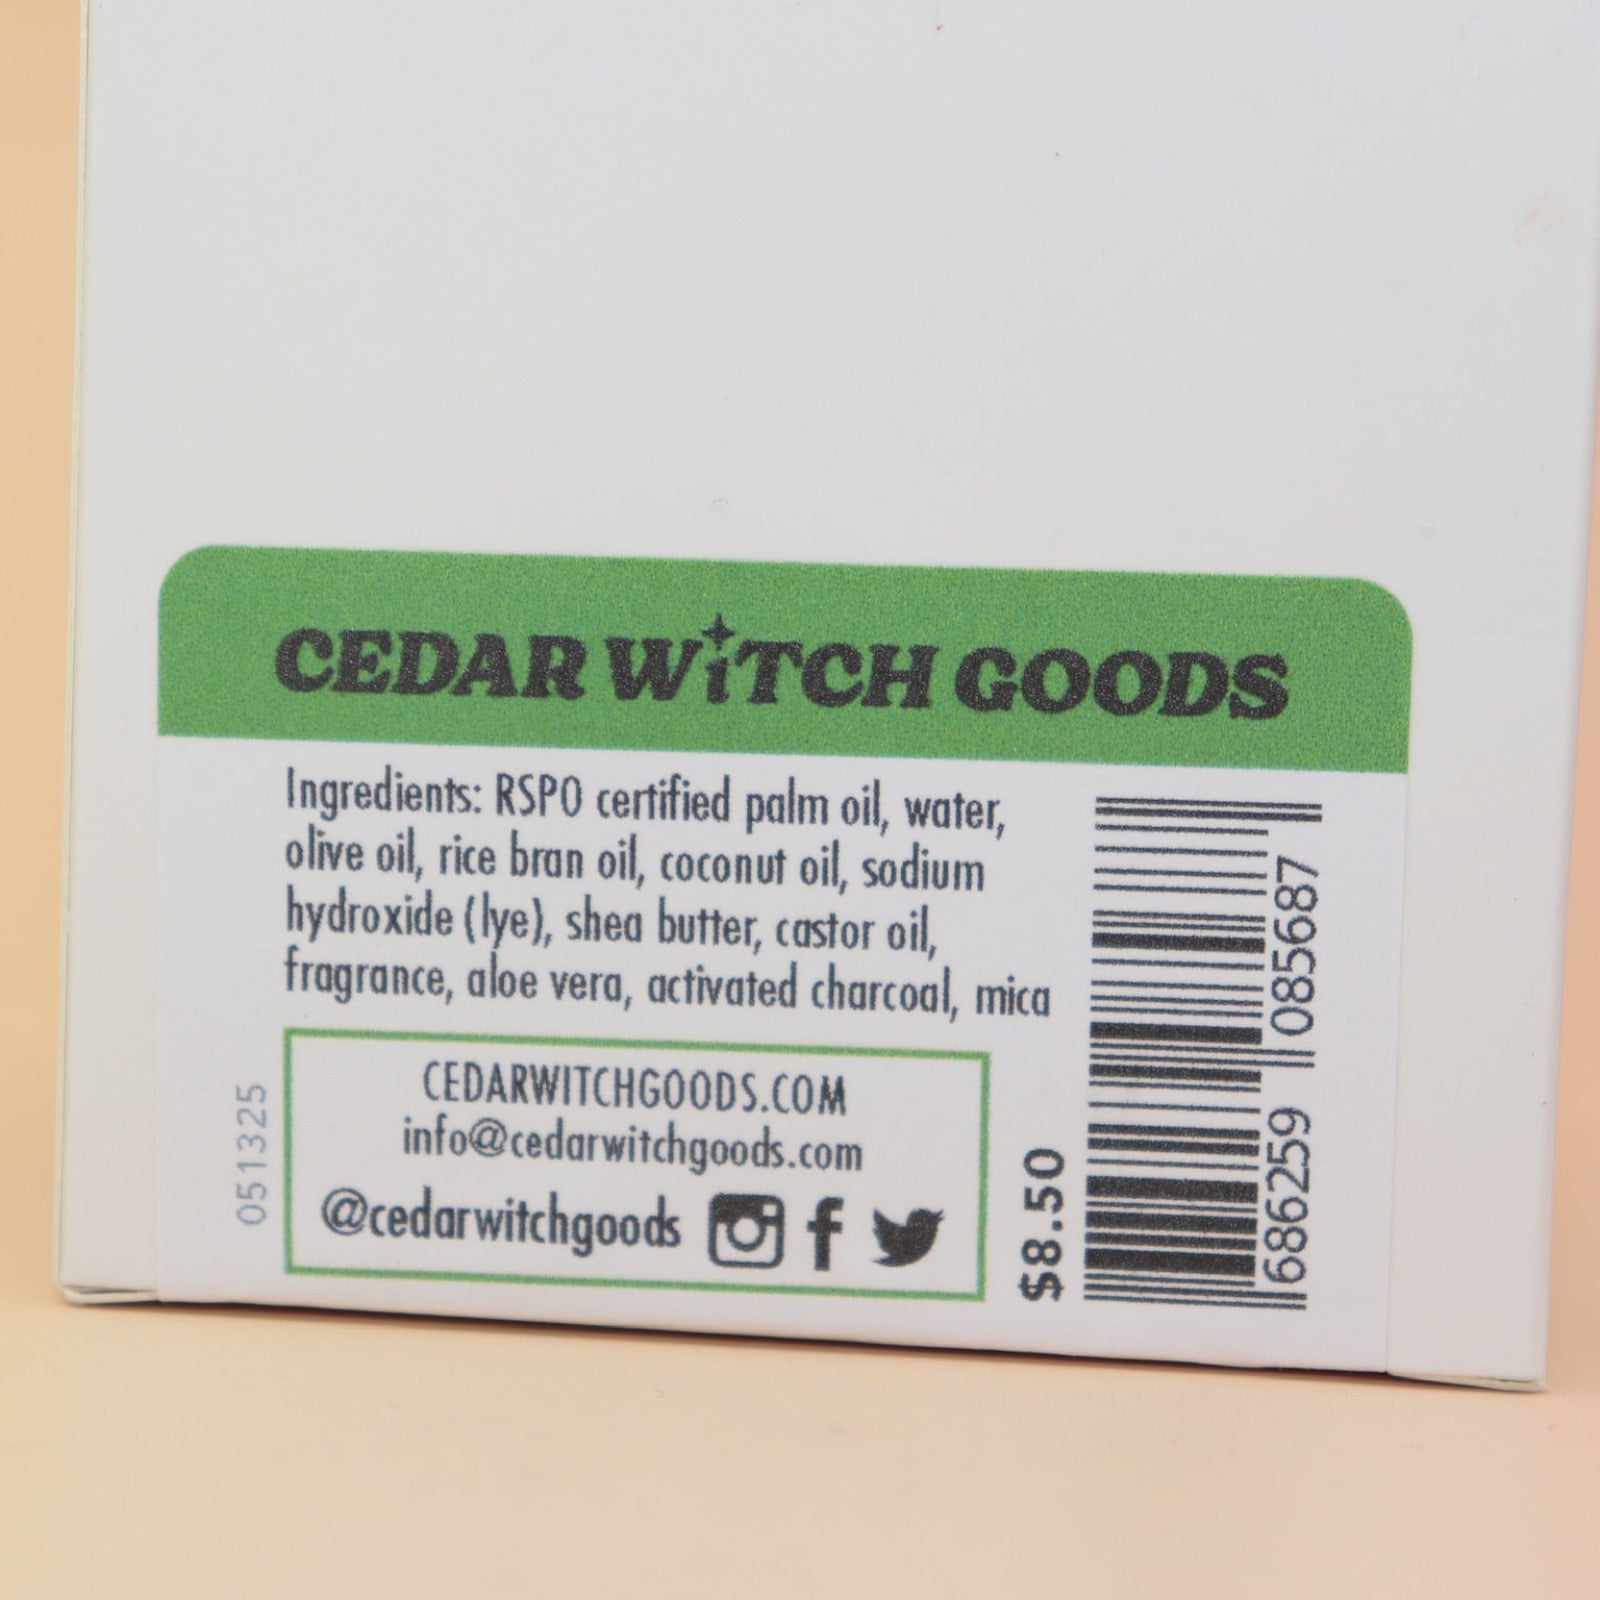 CEDAR WiTCH GOODS
Ingredients: RSPO certified palm oil, water,
olive oil, rice bran oil, coconut oil, sodium
hydroxide (lye), shea butter, castor oil,
fragrance, aloe vera, activated charcoal, mica
CEDARWITCHGOODS.COM
info@cedarwitchgoods.com
@cedarwitchgoods
051325
$8.50
686259 085687